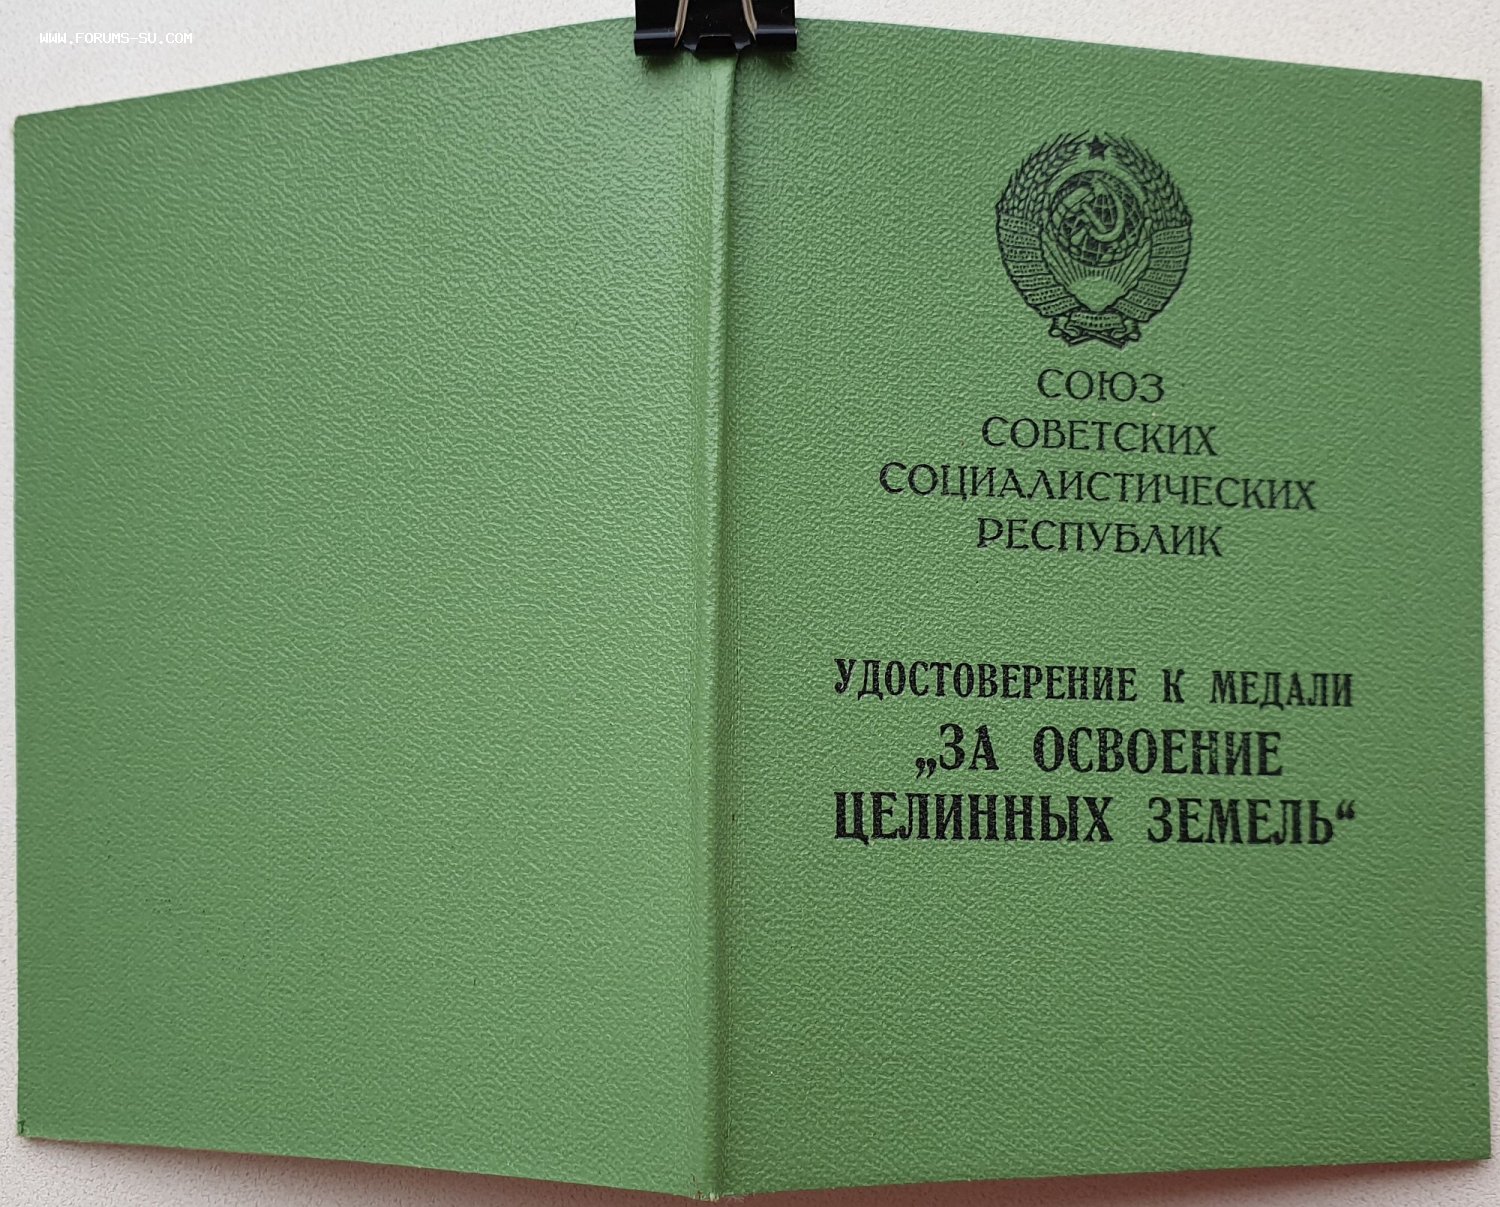 WWW.FORUMS-SU.COM
СОЮЗ
СОВЕТСКИХ
СОЦИАЛИСТИЧЕСКИХ
РЕСПУБЛИК
УДОСТОВЕРЕНИЕ К МЕДАЛИ
„ЗА ОСВОЕНИЕ
ЦЕЛИННЫХ ЗЕМЕЛЬ“